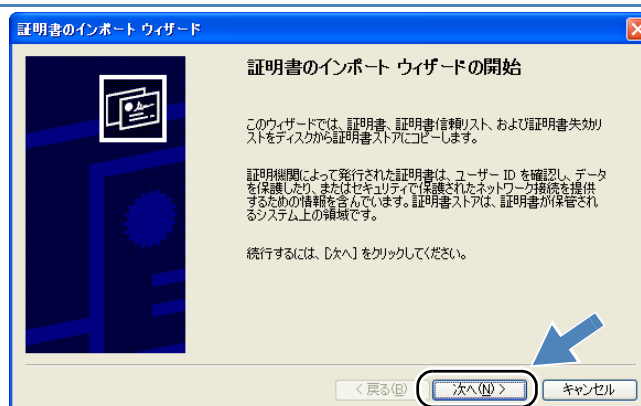 証明書のインポート ウィザード
証明書のインポート ウィザードの開始
このウィザードでは、証明書、証明書信頼リスト、および証明書失効リ
ストをディスクから証明書ストアにコピーします。
証明機関によって発行された証明書は、ユーザー ID を確認し、データ
を保護したり、またはセキュリティで保護されたネットワーク接続を提供
するための情報を含んでいます。証明書ストアは、証明書が保管され
るシステム上の領域です。
続行するには、[次へ] をクリックしてください。
< 戻る(B)
次へ(N) >
キャンセル